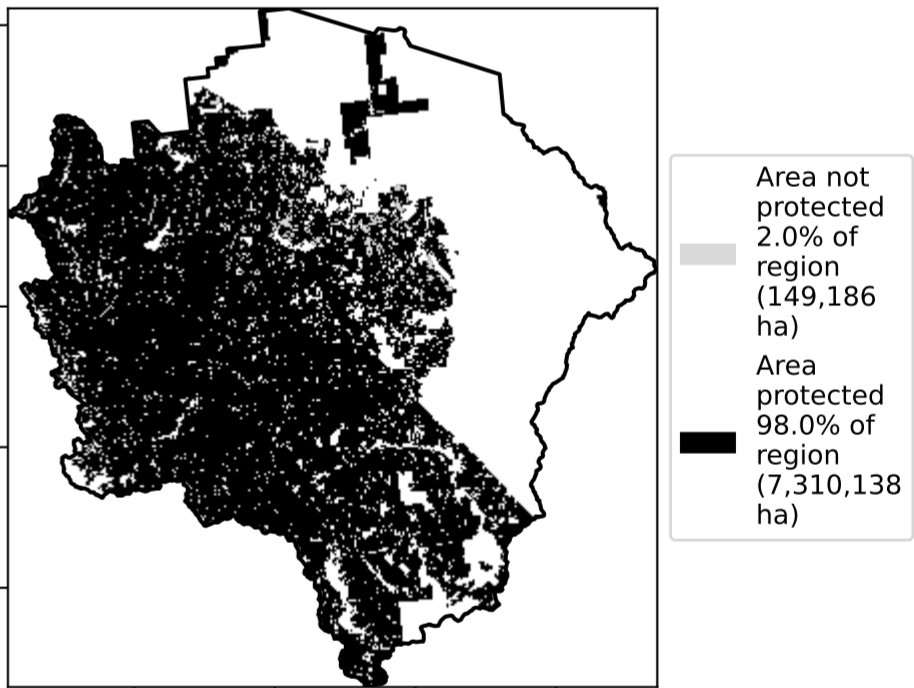 Area not
protected
2.0% of
region
(149,186
ha)
Area
protected
98.0% of
region
(7,310,138
ha)